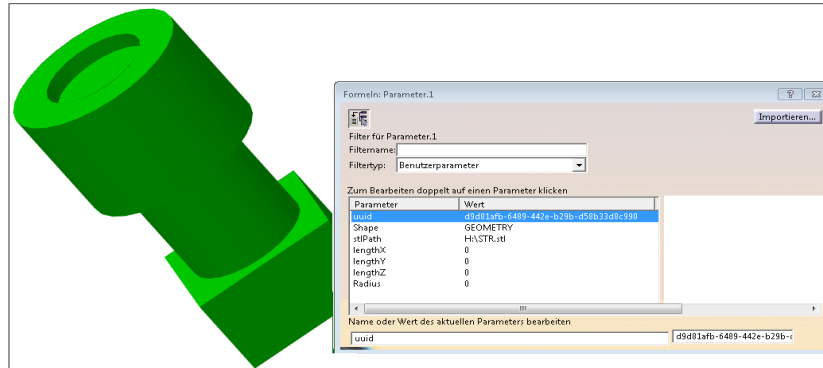 Formeln: Parameter.1
Importieren...
Filter für Parameter.1
Filtername:
Filtertyp: Benutzerparameter
Zum Bearbeiten doppelt auf einen Parameter klicken
Parameter Wert
uuid d9d81afb-6489-442e-b29b-d58b33d8c990
Shape GEOMETRY
stlPath H:\STR.stl
lengthX 0
lengthY 0
lengthZ 0
Radius 0
Name oder Wert des aktuellen Parameters bearbeiten
uuid d9d81afb-6489-442e-b29b-